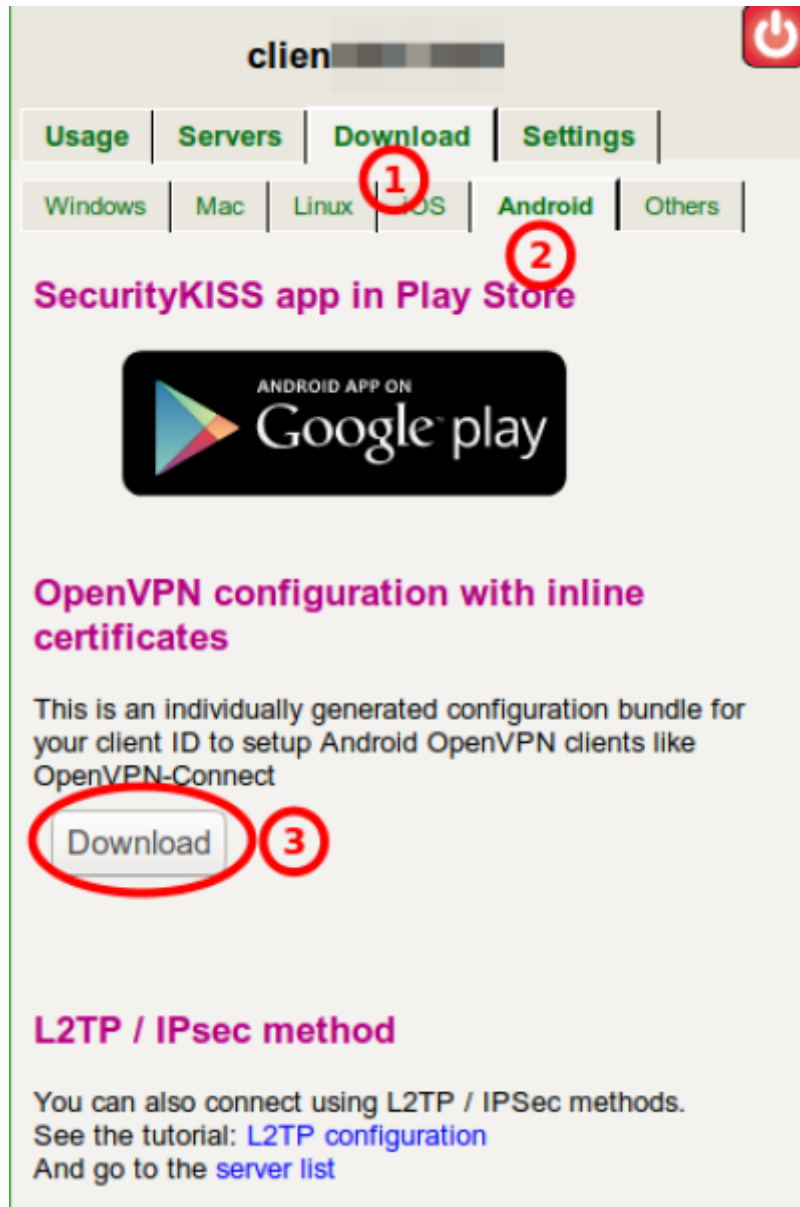 clien
Usage Servers Download Settings
1
Windows Mac Linux iOS Android Others
2
SecurityKISS app in Play Store
ANDROID APP ON
Google play
OpenVPN configuration with inline
certificates
This is an individually generated configuration bundle for
your client ID to setup Android OpenVPN clients like
OpenVPN-Connect
Download 3
L2TP / IPsec method
You can also connect using L2TP / IPSec methods.
See the tutorial: L2TP configuration
And go to the server list